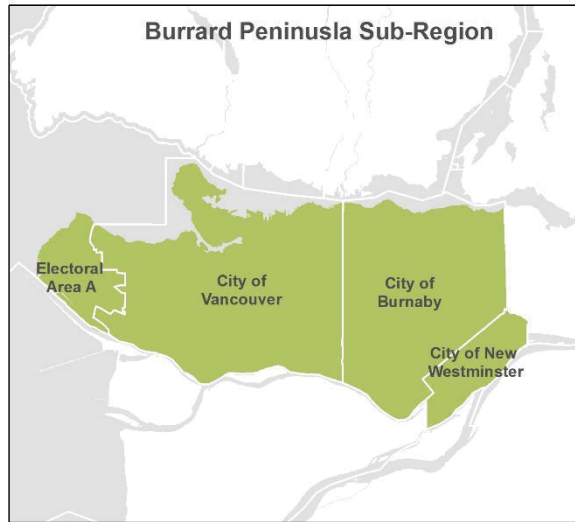 Burrard Peninusla Sub-Region
Electoral
Area A
City of
Vancouver
City of
Burnaby
City of New
Westminster